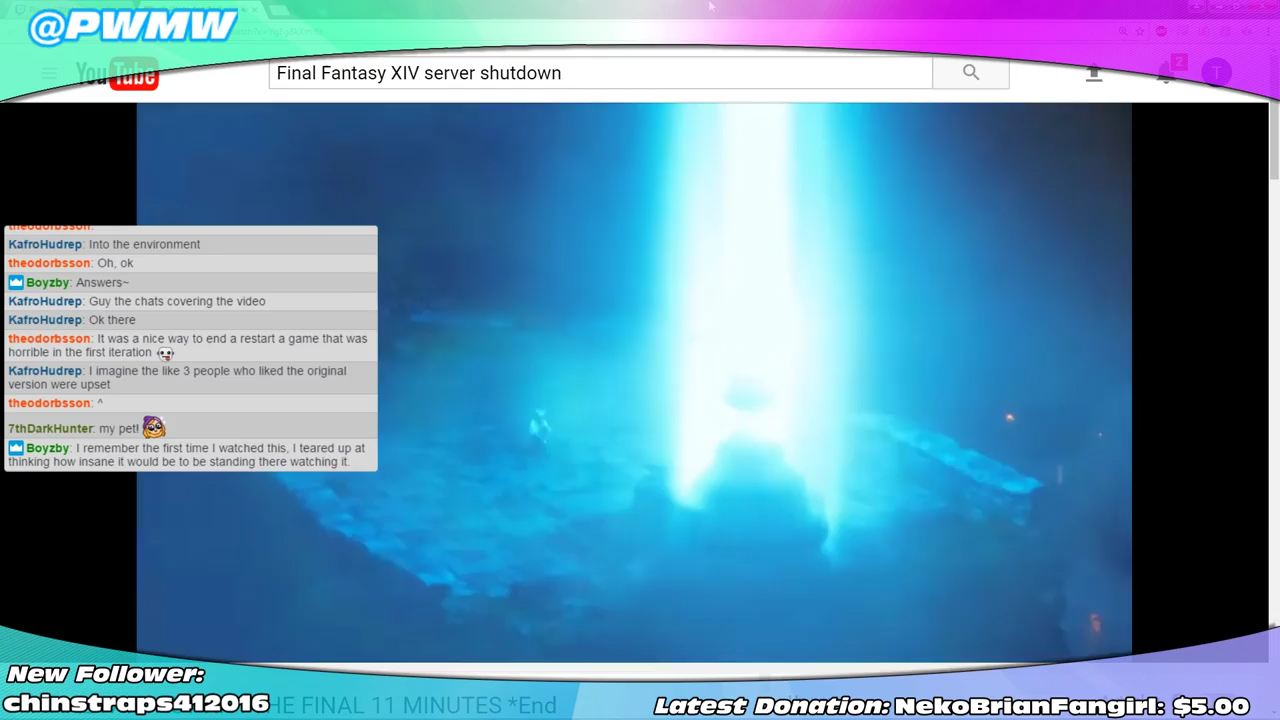 @PWMW
YouTube
Final Fantasy XIV server shutdown
2
T
theodorbsson:
KafroHudrep: Into the environment
theodorbsson: Oh, ok
Boyzby: Answers~
KafroHudrep: Guy the chats covering the video
KafroHudrep: Ok there
theodorbsson: It was a nice way to end a restart a game that was
horrible in the first iteration
KafroHudrep: I imagine the like 3 people who liked the original
version were upset
theodorbsson: ^
7thDarkHunter: my pet!
Boyzby: I remember the first time I watched this, I teared up at
thinking how insane it would be to be standing there watching it.
New Follower:
chinstraps412016
HE FINAL 11 MINUTES *End
Latest Donation: NekoBrianFangirl: $5.00